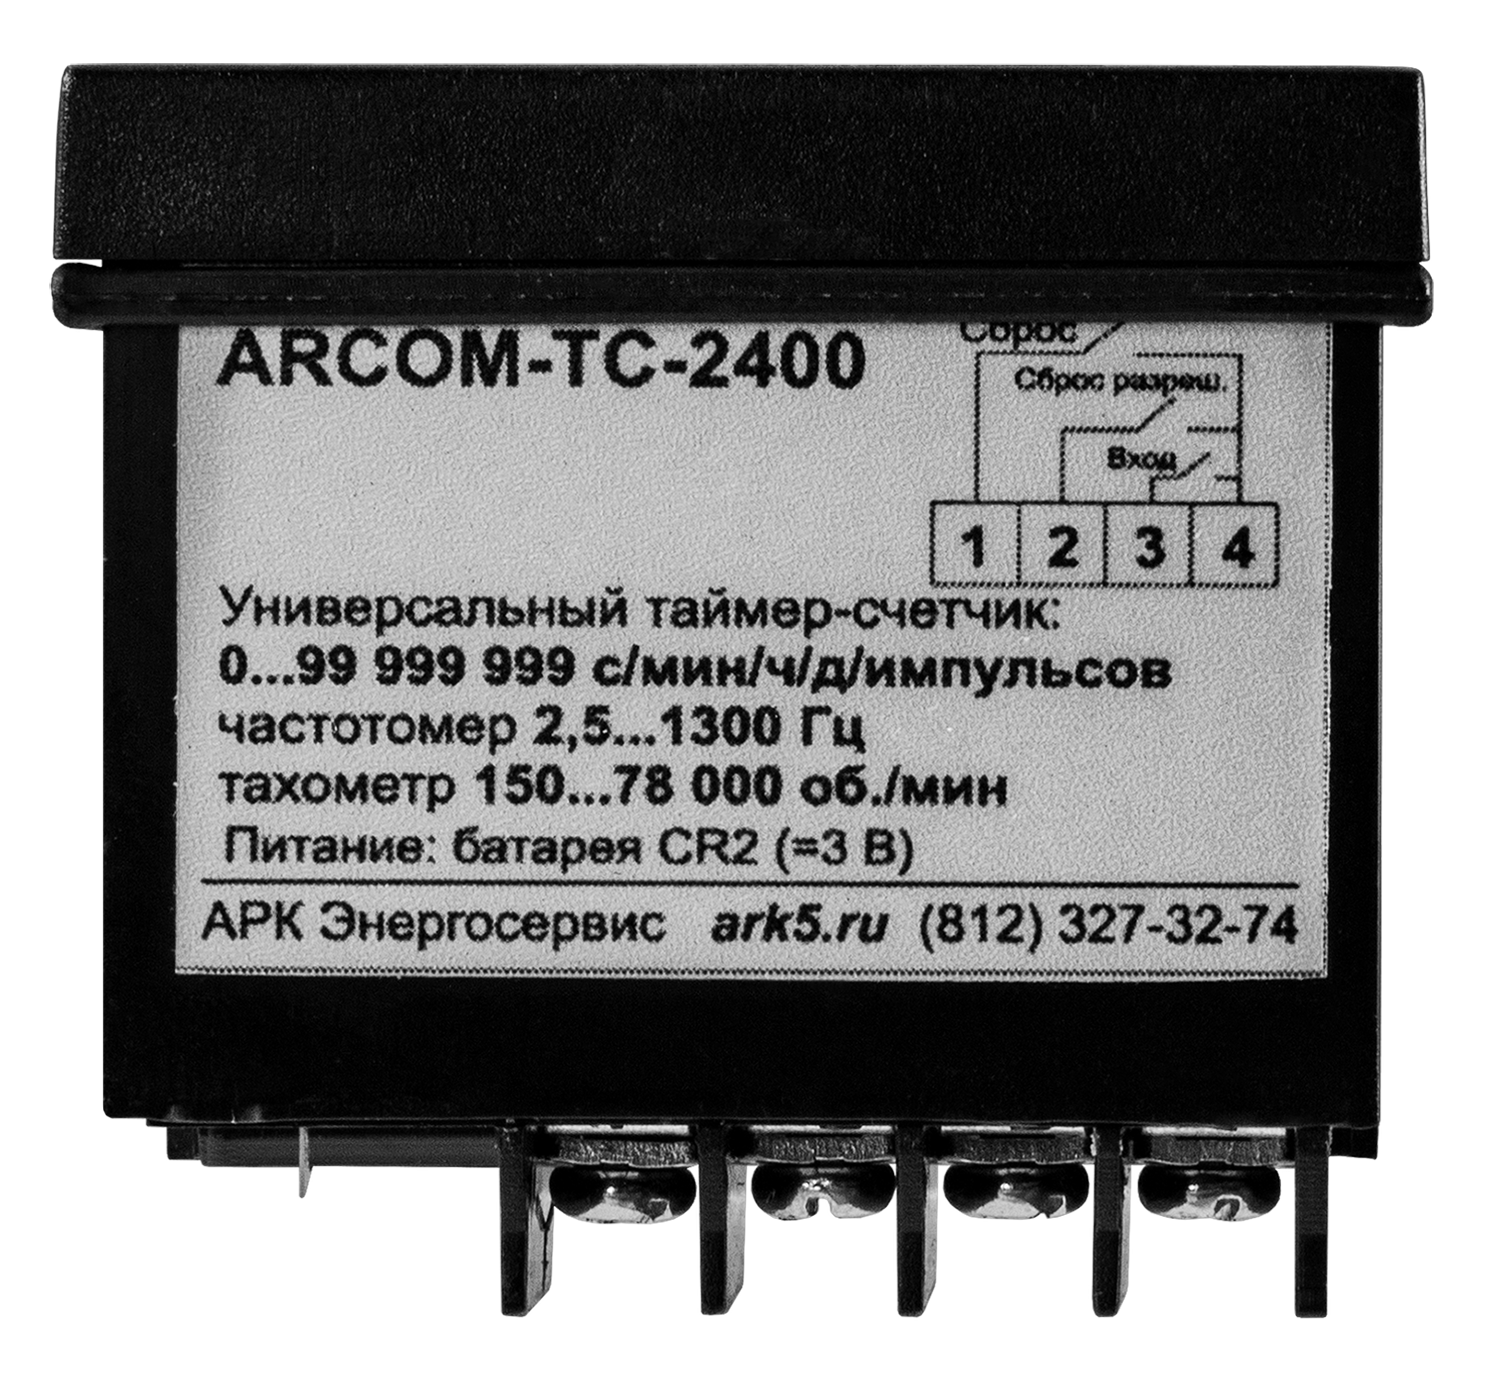 ARCOM-TC-2400
Сброс
Сброс разреш.
Вход
1 2 3 4
Универсальный таймер-счетчик:
0...99 999 999 с/мин/ч/д/импульсов
частотомер 2,5...1300 Гц
тахометр 150...78 000 об./мин
Питание: батарея CR2 (=3 В)
АРК Энергосервис ark5.ru (812) 327-32-74